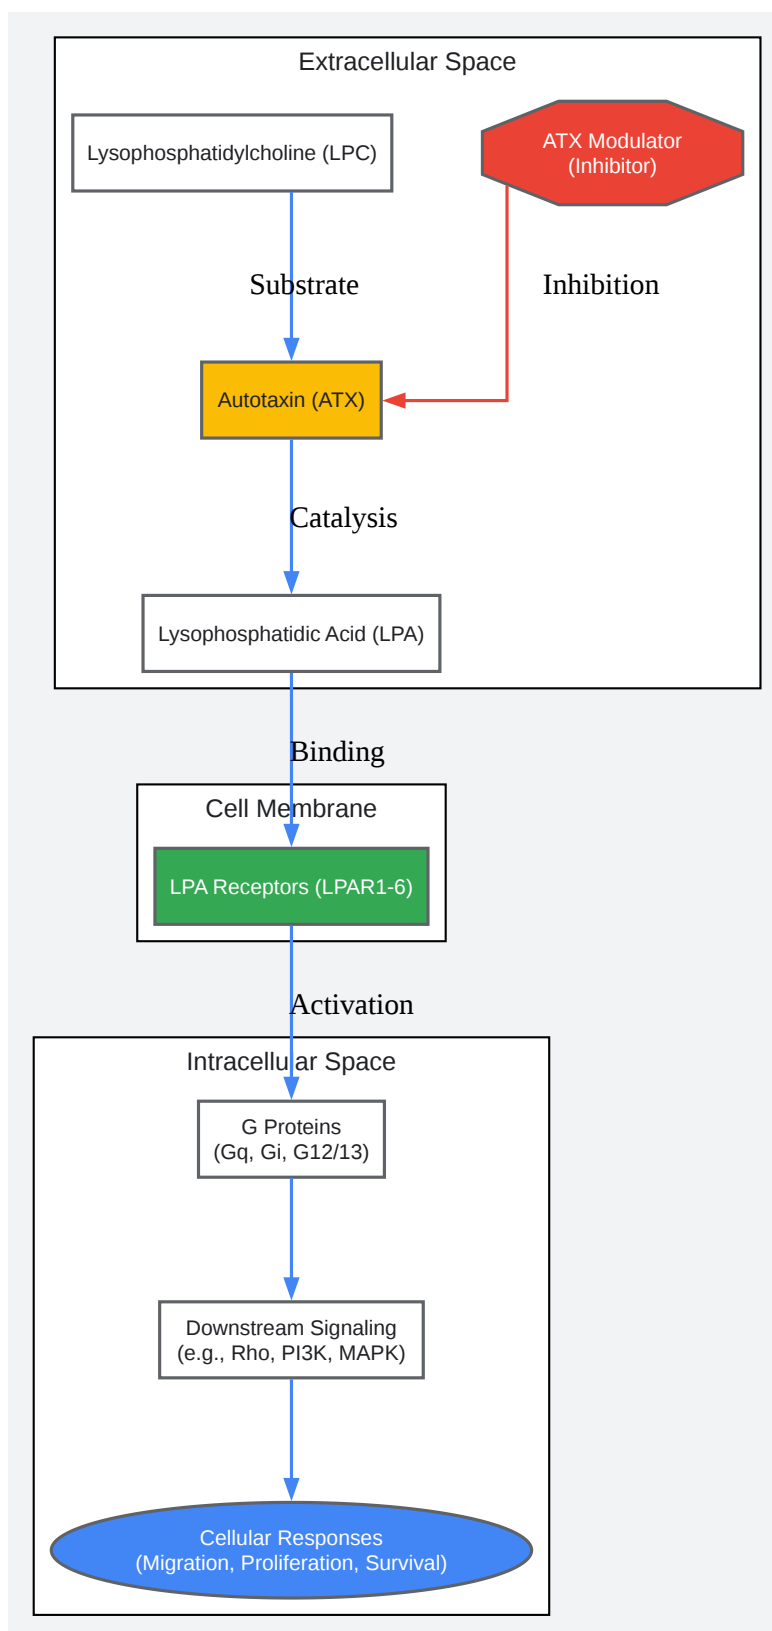 Extracellular Space
Lysophosphatidylcholine (LPC)
ATX Modulator
(Inhibitor)
Substrate
Inhibition
Autotaxin (ATX)
Catalysis
Lysophosphatidic Acid (LPA)
Binding
Cell Membrane
LPA Receptors (LPAR1-6)
Activation
Intracellular Space
G Proteins
(Gq, Gi, G12/13)
Downstream Signaling
(e.g., Rho, PI3K, MAPK)
Cellular Responses
(Migration, Proliferation, Survival)